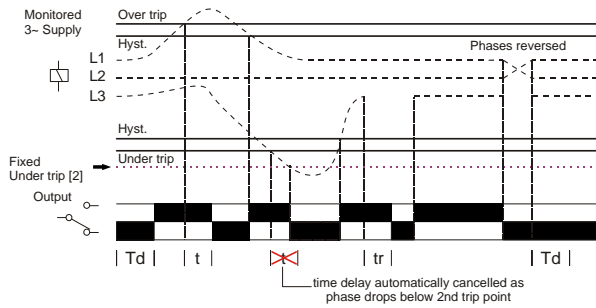 Monitored
3~ Supply
Over trip
Hyst.
L1
L2
L3
Phases reversed
Hyst.
Under trip
Fixed
Under trip [2]
Output
Td
t
t
tr
Td
time delay automatically cancelled as
phase drops below 2nd trip point